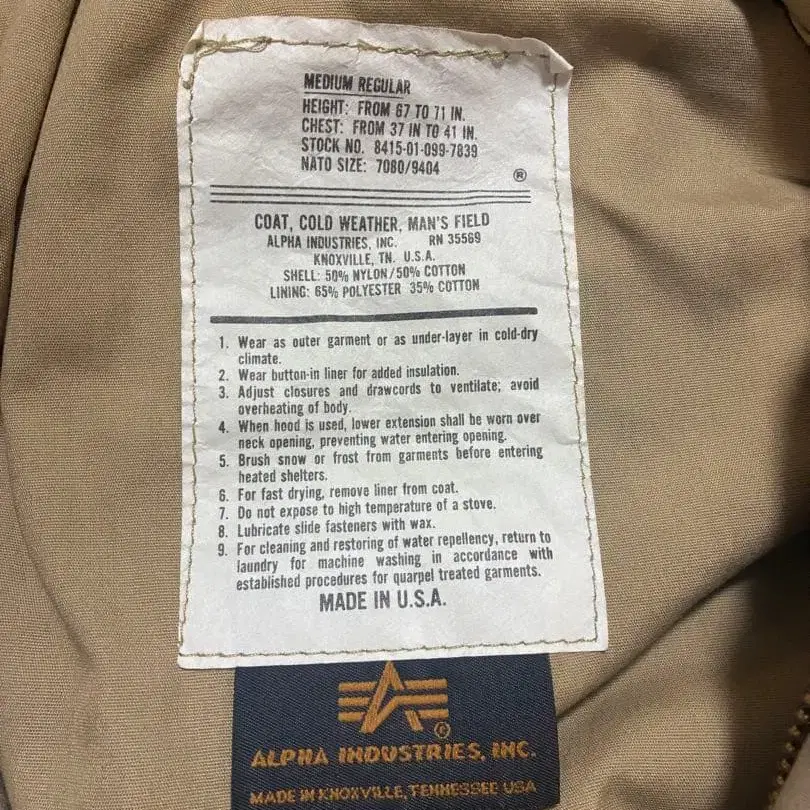 MEDIUM REGULAR
HEIGHT: FROM 67 TO 71 IN.
CHEST: FROM 37 IN TO 41 IN.
STOCK NO. 8415-01-099-7839
NATO SIZE: 7080/9404
®
COAT, COLD WEATHER, MAN'S FIELD
ALPHA INDUSTRIES, INC. RN 35569
KNOXVILLE, TN. U.S.A.
SHELL: 50% NYLON/50% COTTON
LINING: 65% POLYESTER 35% COTTON
1. Wear as outer garment or as under-layer in cold-dry
climate.
2. Wear button-in liner for added insulation.
3. Adjust closures and drawcords to ventilate; avoid
overheating of body.
4. When hood is used, lower extension shall be worn over
neck opening, preventing water entering opening.
5. Brush snow or frost from garments before entering
heated shelters.
6. For fast drying, remove liner from coat.
7. Do not expose to high temperature of a stove.
8. Lubricate slide fasteners with wax.
9. For cleaning and restoring of water repellency, return to
laundry for machine washing in accordance with
established procedures for quarpel treated garments.
MADE IN U.S.A.
®
ALPHA INDUSTRIES, INC.
MADE IN KNOXVILLE, TENNESSEE USA